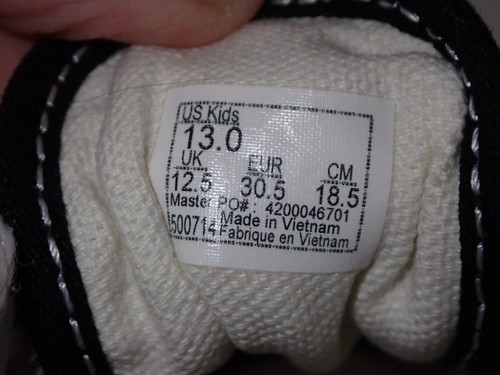 US Kids
13.0
UK EUR CM
12.5 30.5 18.5
Master PO# : 4200046701
500714 Made in Vietnam
Fabrique en Vietnam